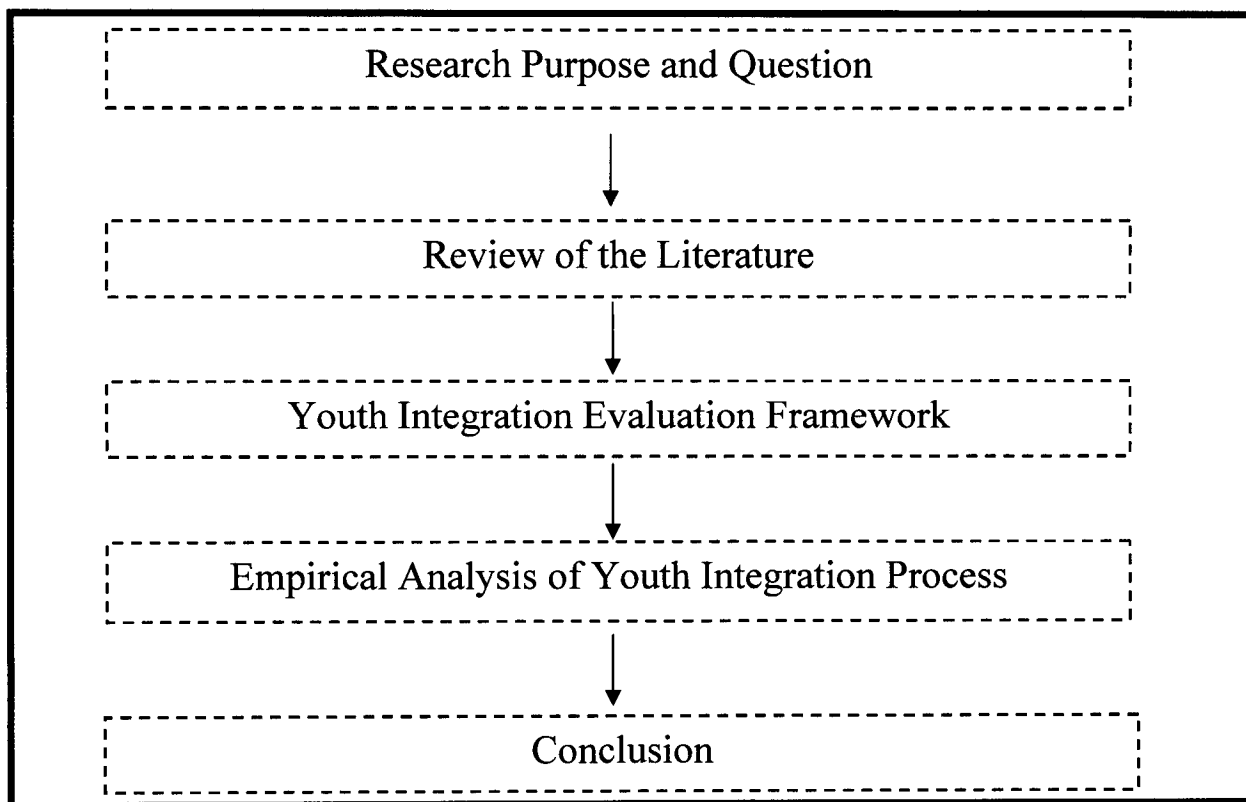 Research Purpose and Question
Review of the Literature
Youth Integration Evaluation Framework
Empirical Analysis of Youth Integration Process
Conclusion